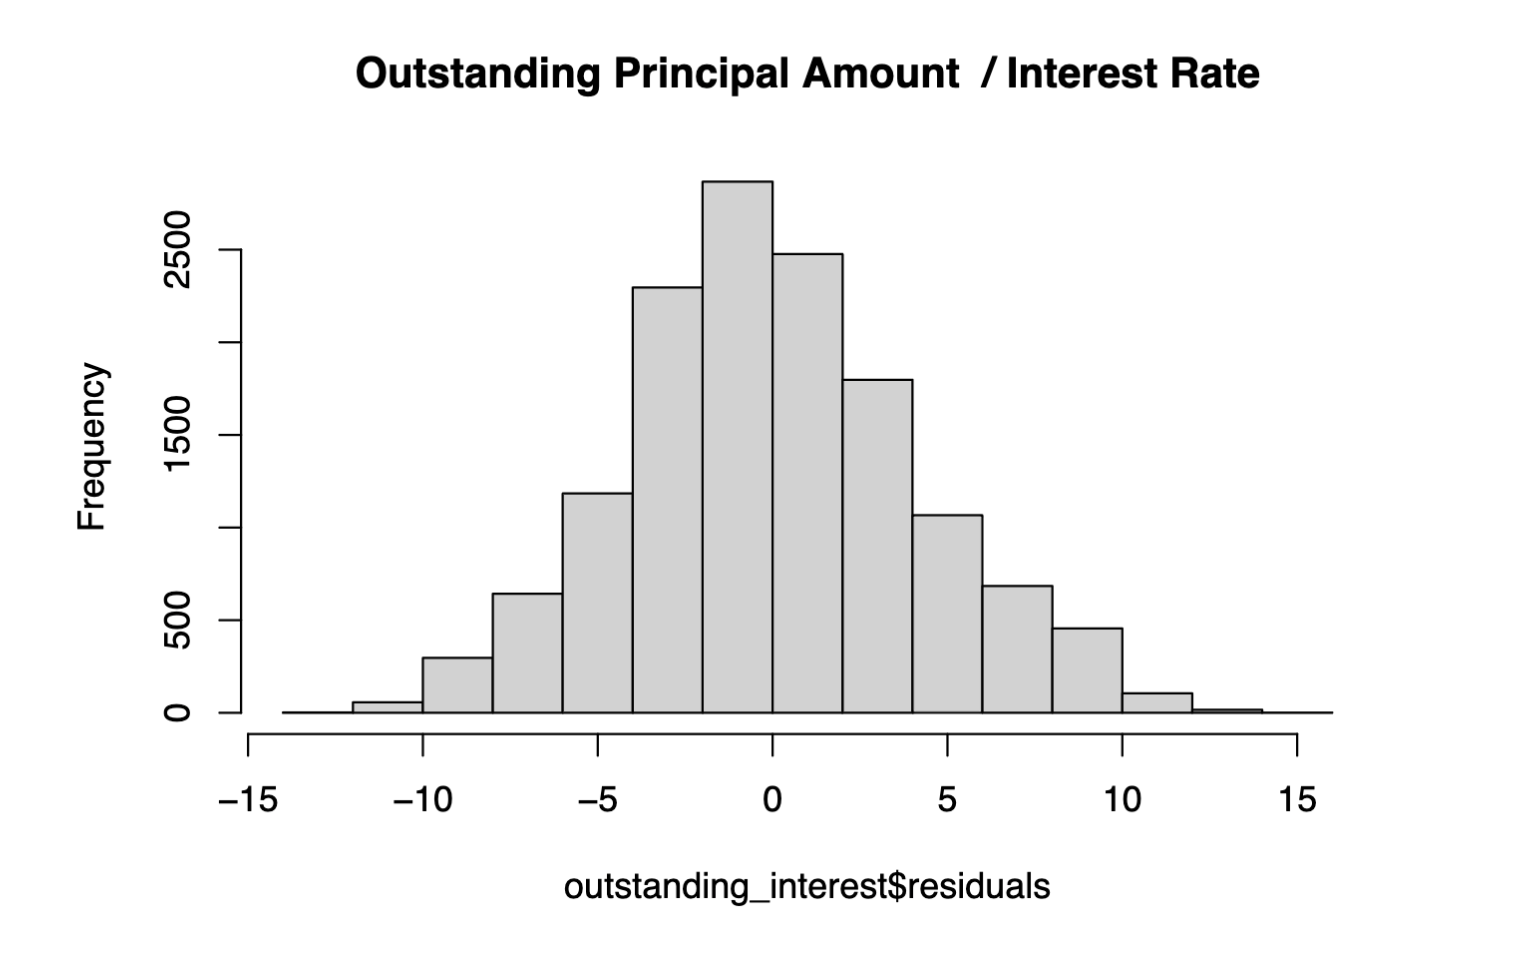 Outstanding Principal Amount  / Interest Rate
Frequency
2500
1500
500
0
−15 −10 −5 0 5 10 15
outstanding_interest$residuals